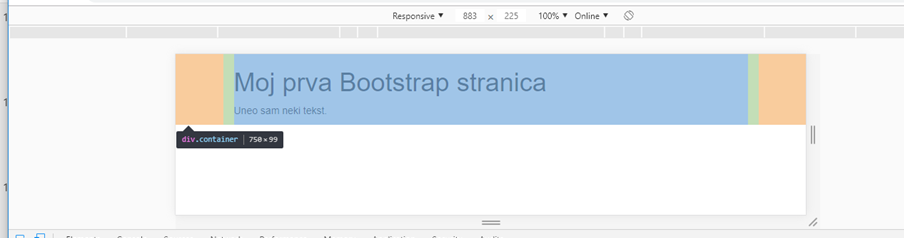 Responsive ▼ 883 × 225 100% ▼ Online ▼
Moj prva Bootstrap stranica
Uneo sam neki tekst.
div.container 750 × 99